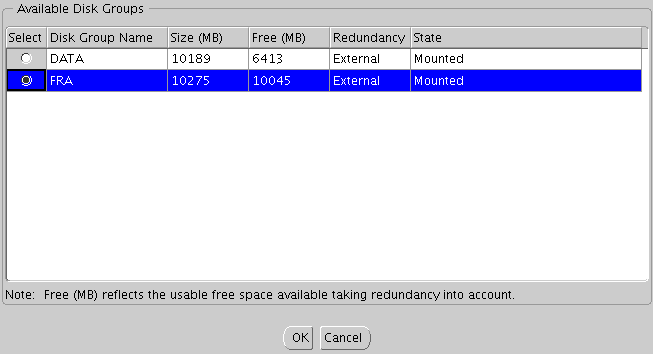 Available Disk Groups
Select Disk Group Name Size (MB) Free (MB) Redundancy State
DATA 10189 6413 External Mounted
FRA 10275 10045 External Mounted
Note: Free (MB) reflects the usable free space available taking redundancy into account.
OK Cancel